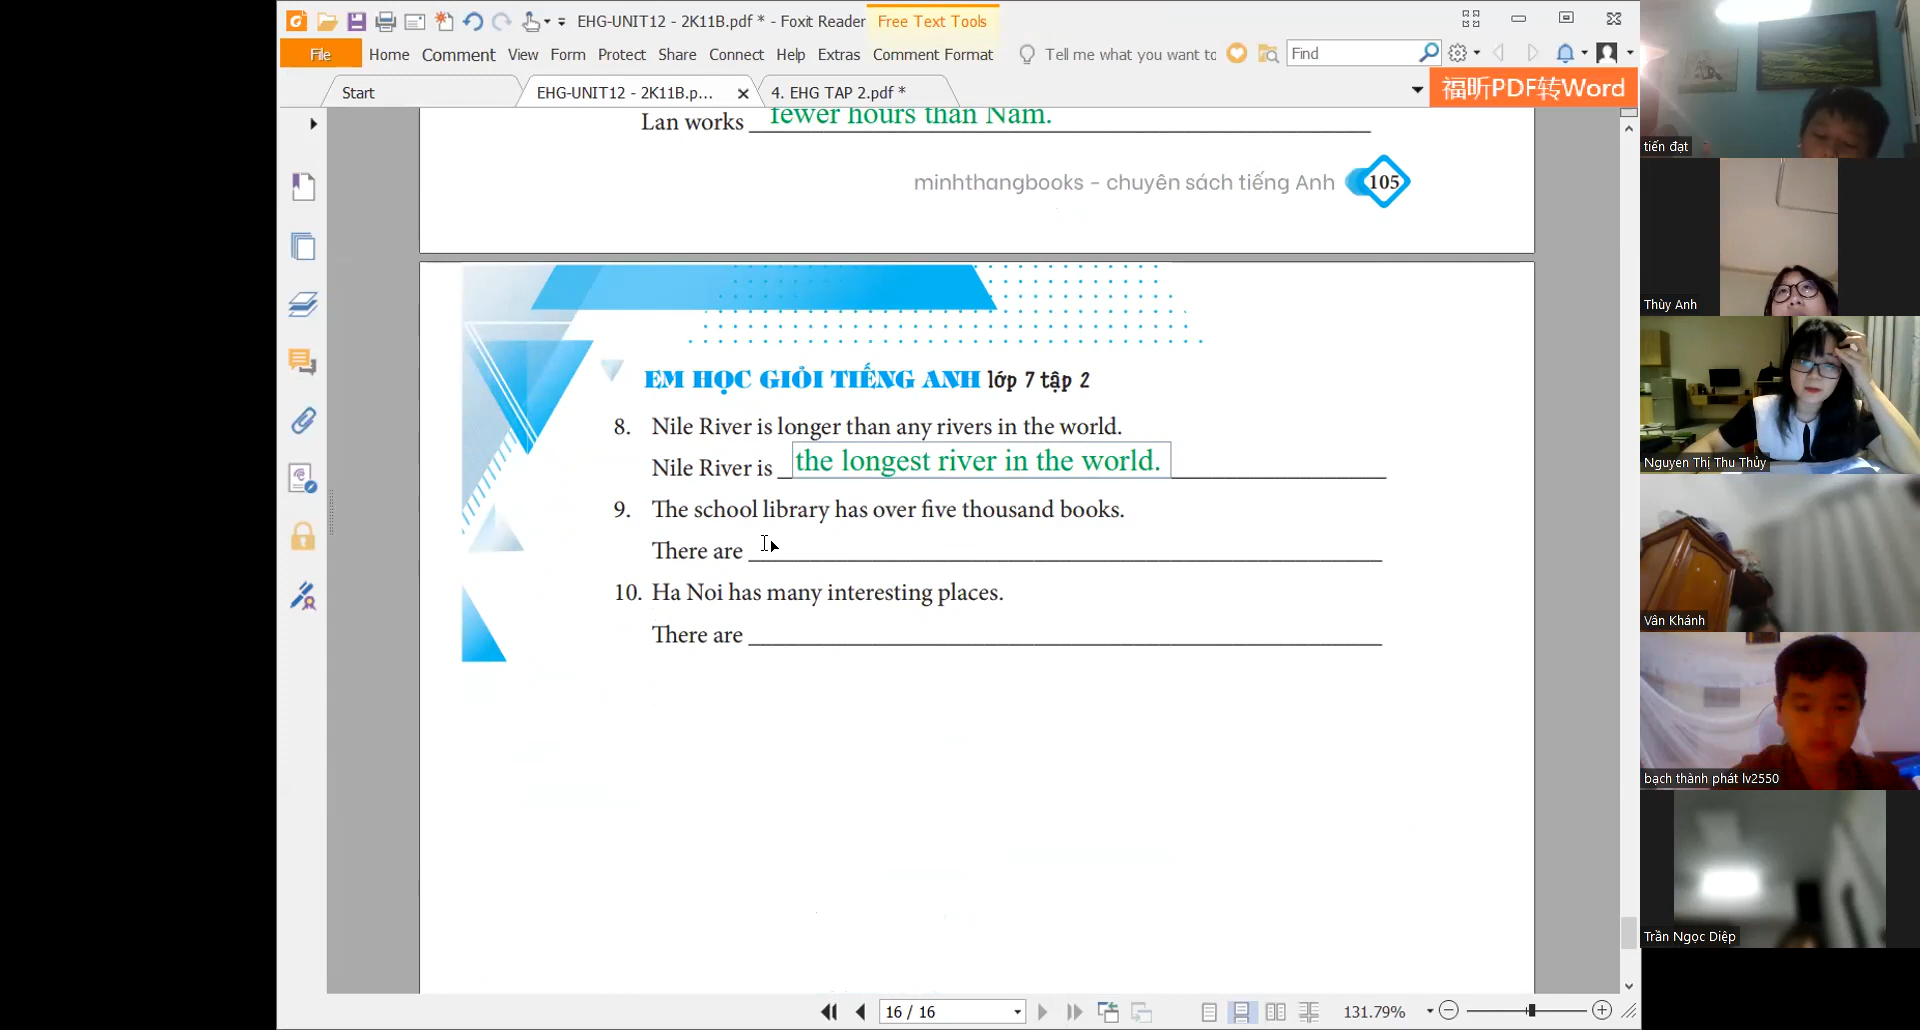 EHG-UNIT12 - 2K11B.pdf * - Foxit Reader
Free Text Tools
File Home Comment View Form Protect Share Connect Help Extras Comment Format Tell me what you want to Find
Start EHG-UNIT12 - 2K11B.p... 4. EHG TAP 2.pdf *
福昕PDF转Word
Lan works fewer hours than Nam.
minhthangbooks - chuyên sách tiếng Anh 105
EM HỌC GIỎI TIẾNG ANH lớp 7 tập 2
8. Nile River is longer than any rivers in the world.
Nile River is the longest river in the world.
9. The school library has over five thousand books.
There are
10. Ha Noi has many interesting places.
There are
16 / 16
131.79%
tiến đạt
Thùy Anh
Nguyen Thị Thu Thủy
Vân Khánh
bạch thành phát lv2550
Trần Ngọc Diệp